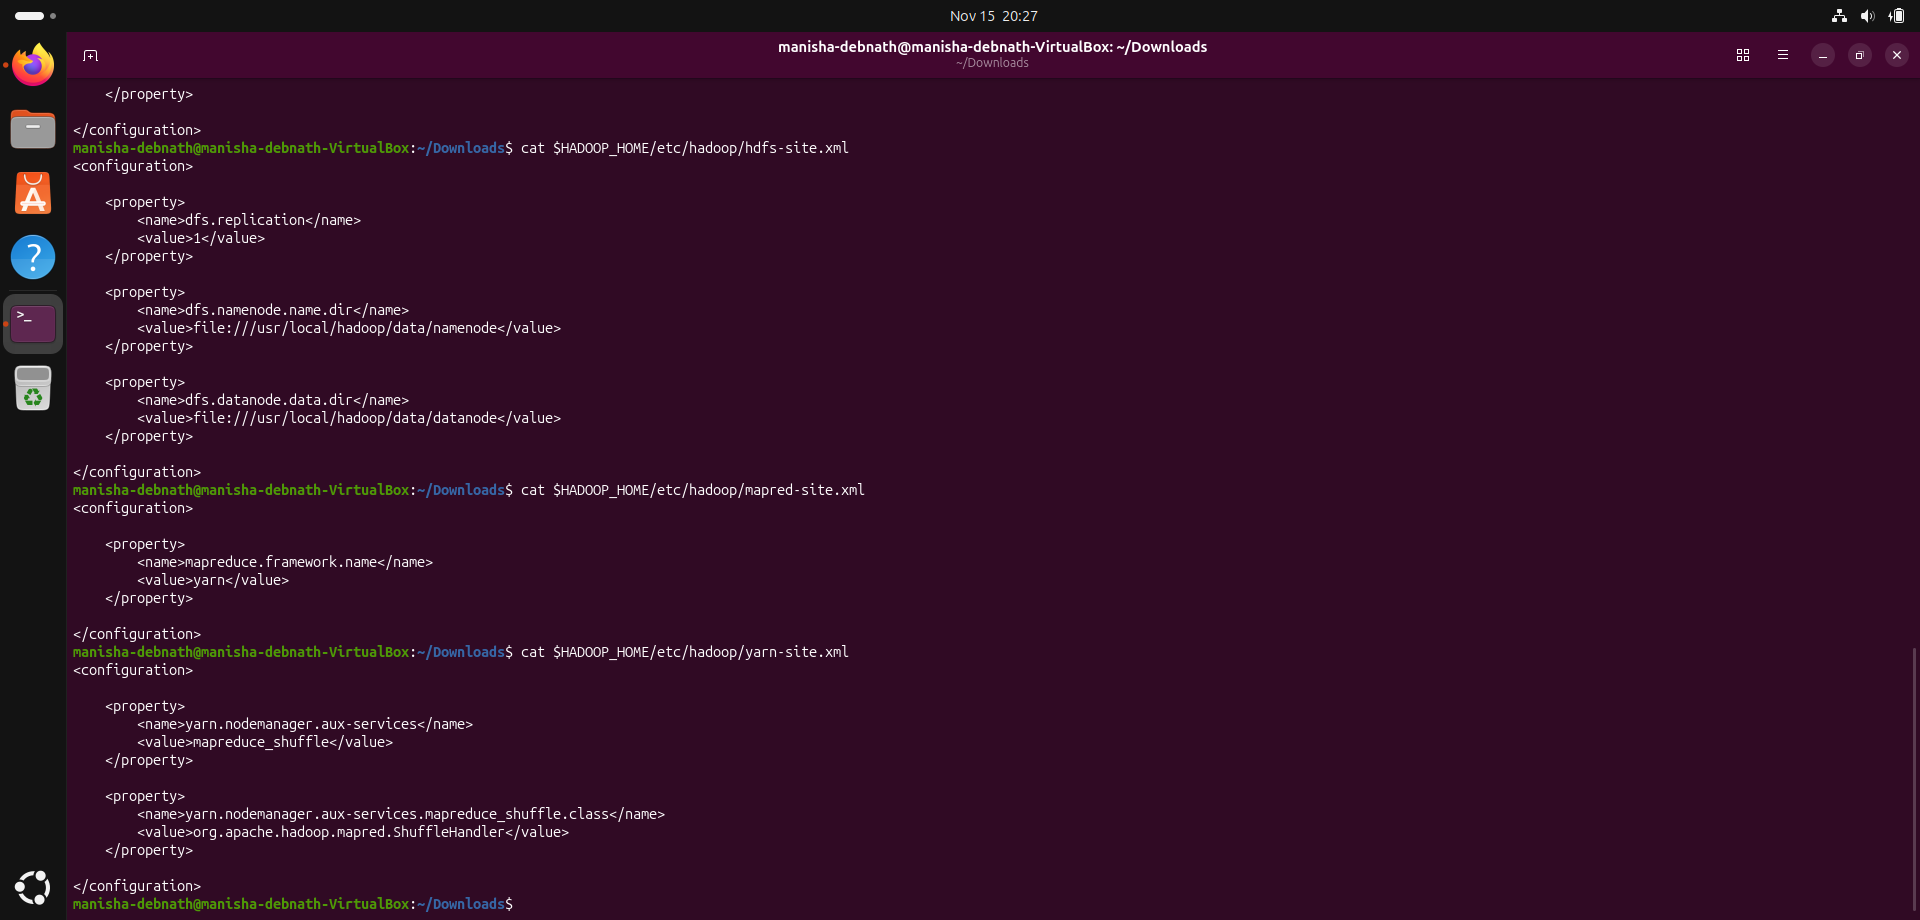 Nov 15 20:27
manisha-debnath@manisha-debnath-VirtualBox: ~/Downloads
~/Downloads
    </property>

</configuration>
manisha-debnath@manisha-debnath-VirtualBox:~/Downloads$ cat $HADOOP_HOME/etc/hadoop/hdfs-site.xml
<configuration>

    <property>
        <name>dfs.replication</name>
        <value>1</value>
    </property>

    <property>
        <name>dfs.namenode.name.dir</name>
        <value>file:///usr/local/hadoop/data/namenode</value>
    </property>

    <property>
        <name>dfs.datanode.data.dir</name>
        <value>file:///usr/local/hadoop/data/datanode</value>
    </property>

</configuration>
manisha-debnath@manisha-debnath-VirtualBox:~/Downloads$ cat $HADOOP_HOME/etc/hadoop/mapred-site.xml
<configuration>

    <property>
        <name>mapreduce.framework.name</name>
        <value>yarn</value>
    </property>

</configuration>
manisha-debnath@manisha-debnath-VirtualBox:~/Downloads$ cat $HADOOP_HOME/etc/hadoop/yarn-site.xml
<configuration>

    <property>
        <name>yarn.nodemanager.aux-services</name>
        <value>mapreduce_shuffle</value>
    </property>

    <property>
        <name>yarn.nodemanager.aux-services.mapreduce_shuffle.class</name>
        <value>org.apache.hadoop.mapred.ShuffleHandler</value>
    </property>

</configuration>
manisha-debnath@manisha-debnath-VirtualBox:~/Downloads$